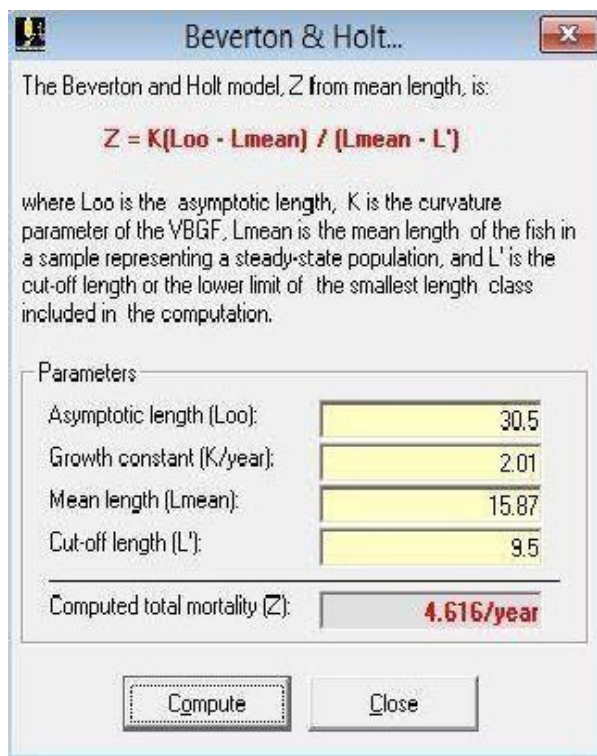 Beverton & Holt...
The Beverton and Holt model, Z from mean length, is:
Z = K(Loo - Lmean) / (Lmean - L')
where Loo is the asymptotic length, K is the curvature
parameter of the VBGF, Lmean is the mean length of the fish in
a sample representing a steady-state population, and L' is the
cut-off length or the lower limit of the smallest length class
included in the computation.
Parameters
Asymptotic length (Loo): 30.5
Growth constant (K/year): 2.01
Mean length (Lmean): 15.87
Cut-off length (L'): 9.5
Computed total mortality (Z): 4.616/year
Compute Close